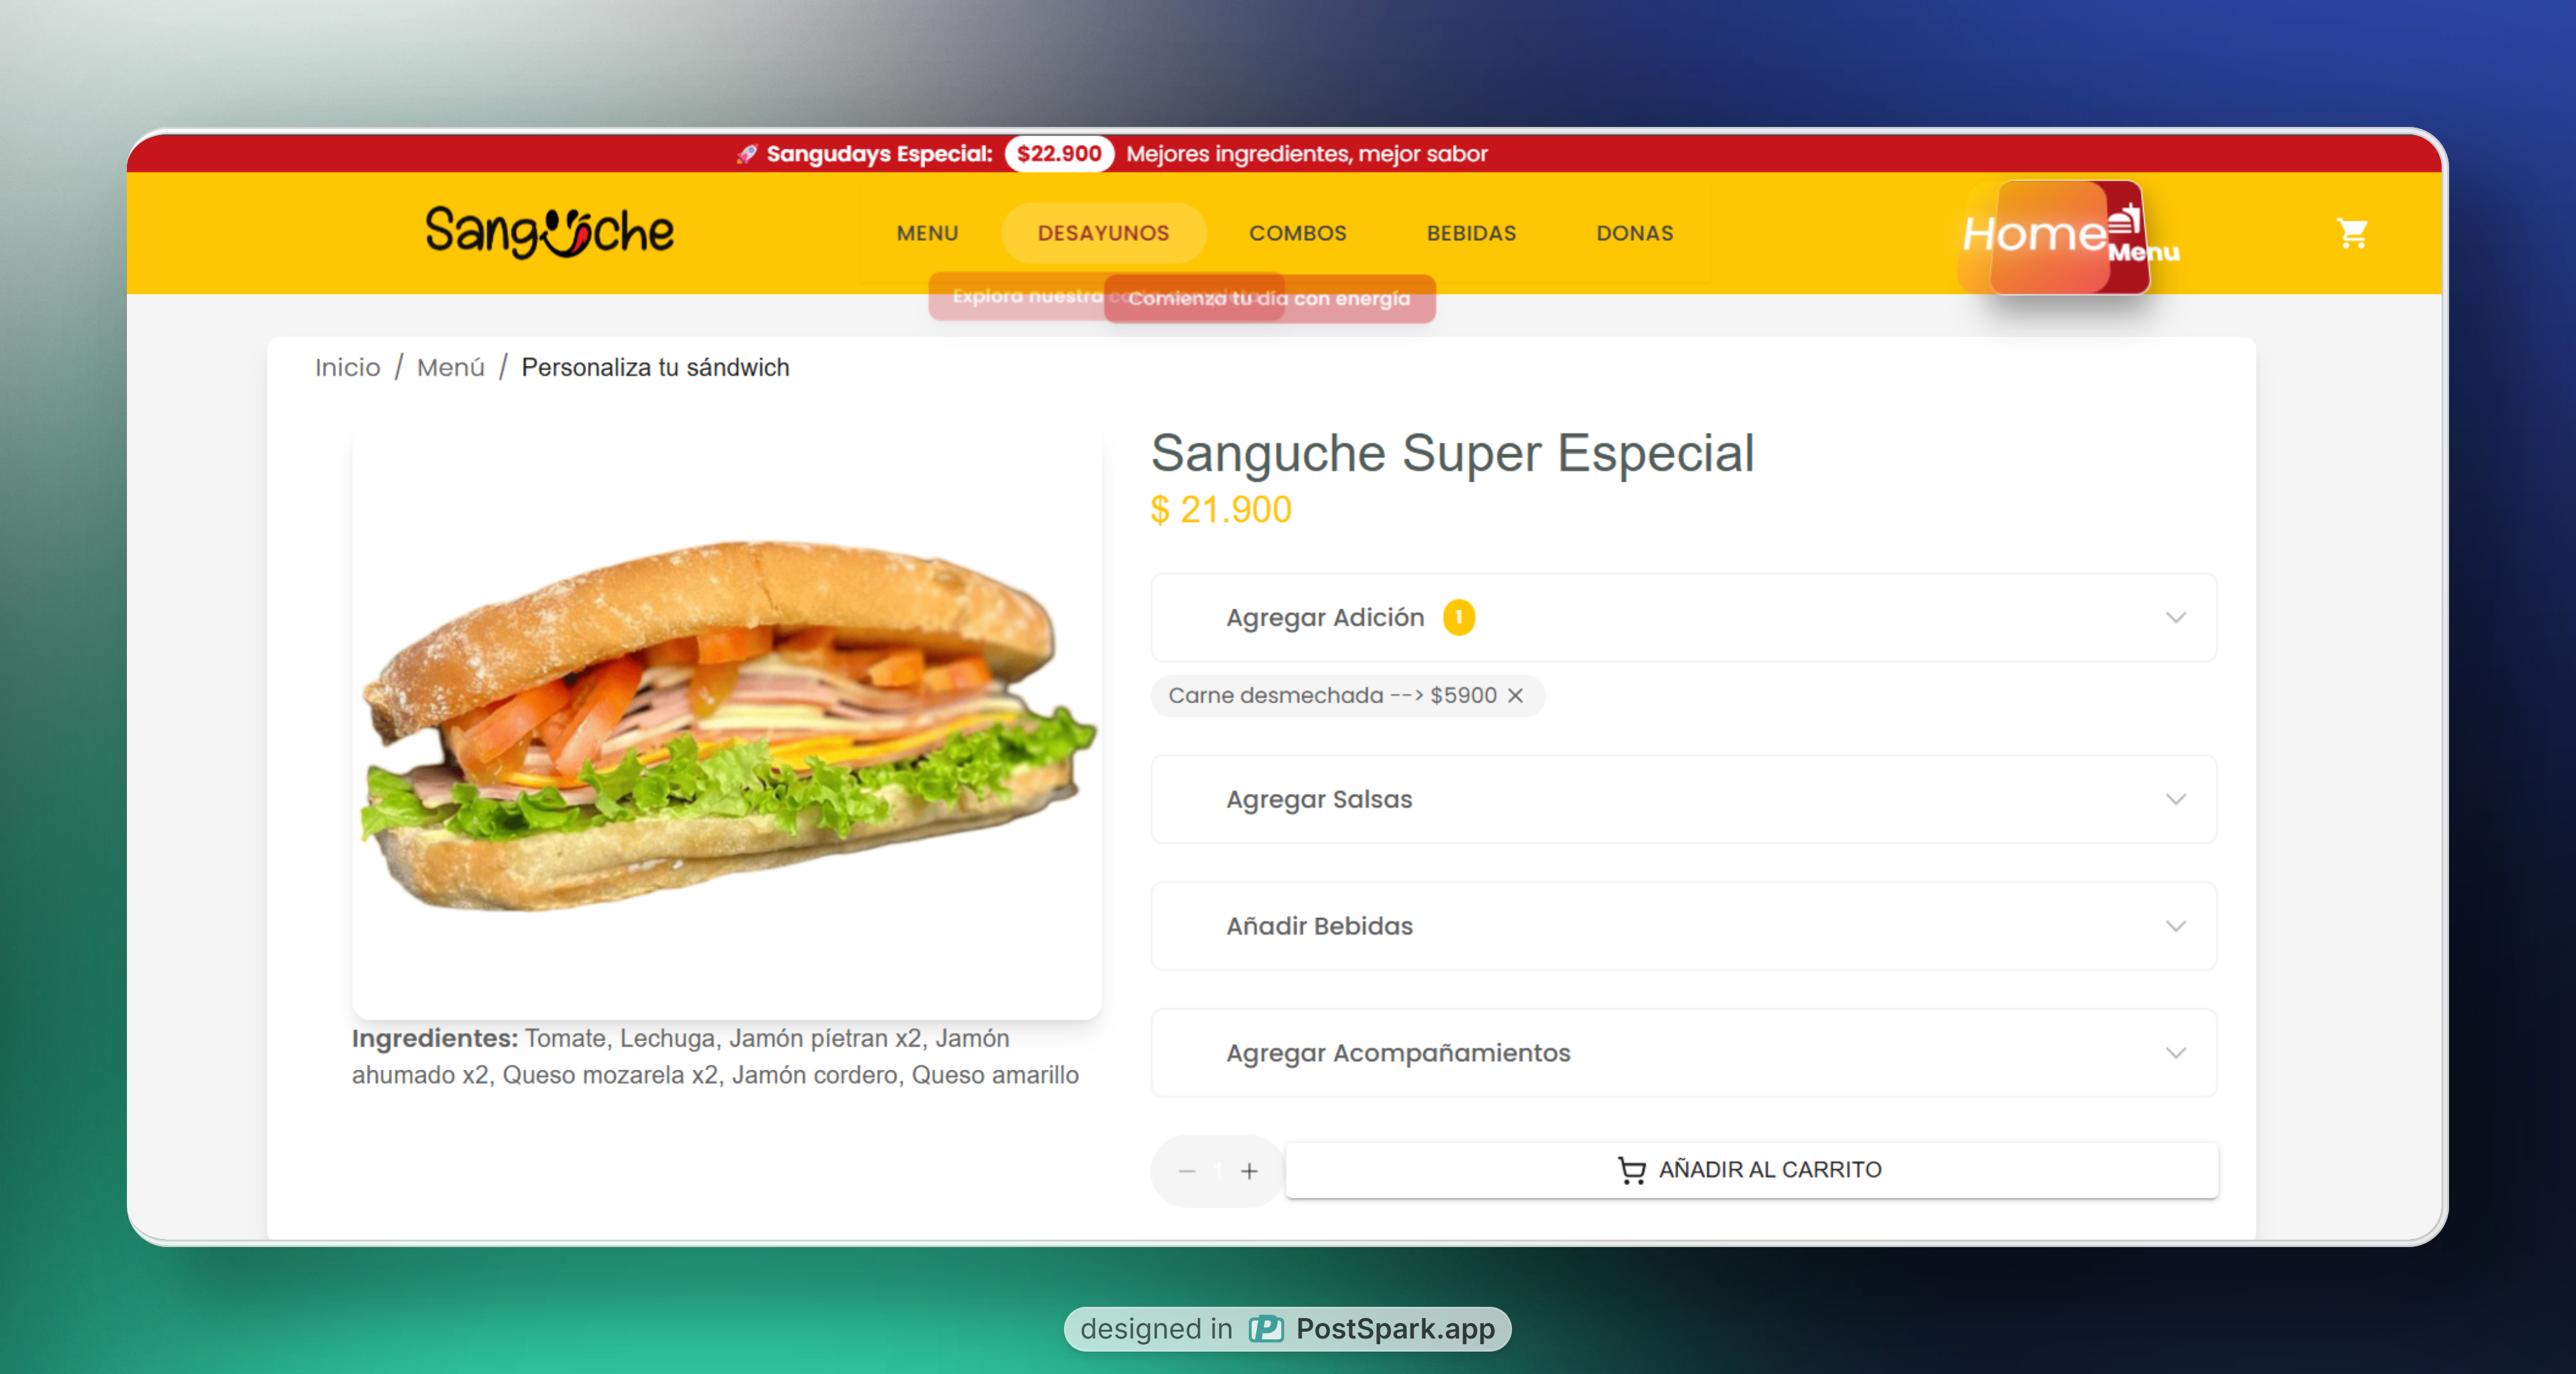 🚀 Sangudays Especial: $22.900 Mejores ingredientes, mejor sabor
Sanguche
MENU DESAYUNOS COMBOS BEBIDAS DONAS
Home
Menu
Explora nuestra carta completa
Comienza tu día con energía
Inicio / Menú / Personaliza tu sándwich
Sanguche Super Especial
$ 21.900
Agregar Adición 1
Carne desmechada --> $5900 ×
Agregar Salsas
Añadir Bebidas
Agregar Acompañamientos
Ingredientes: Tomate, Lechuga, Jamón píetran x2, Jamón
ahumado x2, Queso mozarela x2, Jamón cordero, Queso amarillo
− 1 +
AÑADIR AL CARRITO
designed in PostSpark.app